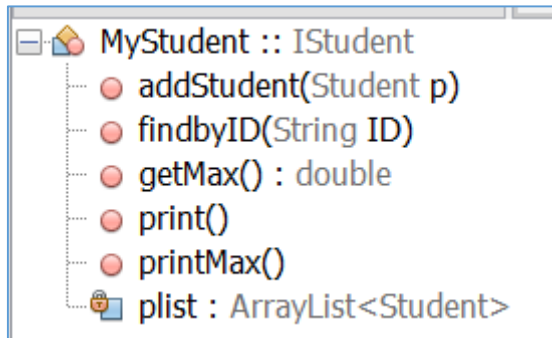 MyStudent :: IStudent
addStudent(Student p)
findbyID(String ID)
getMax() : double
print()
printMax()
plist : ArrayList<Student>